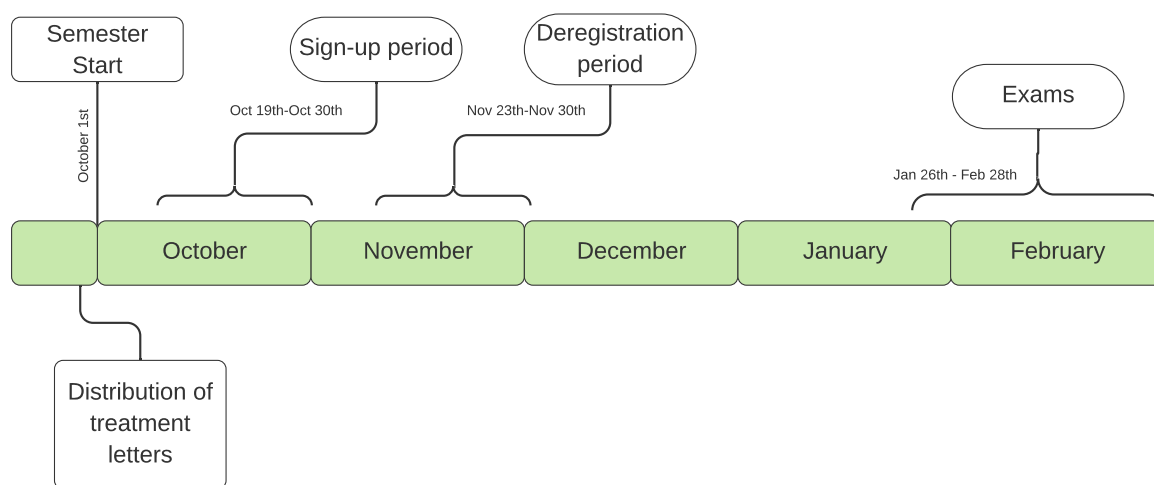 Semester
Start
Sign-up period
Deregistration
period
Exams
October 1st
Oct 19th-Oct 30th
Nov 23th-Nov 30th
Jan 26th - Feb 28th
October
November
December
January
February
Distribution of
treatment
letters